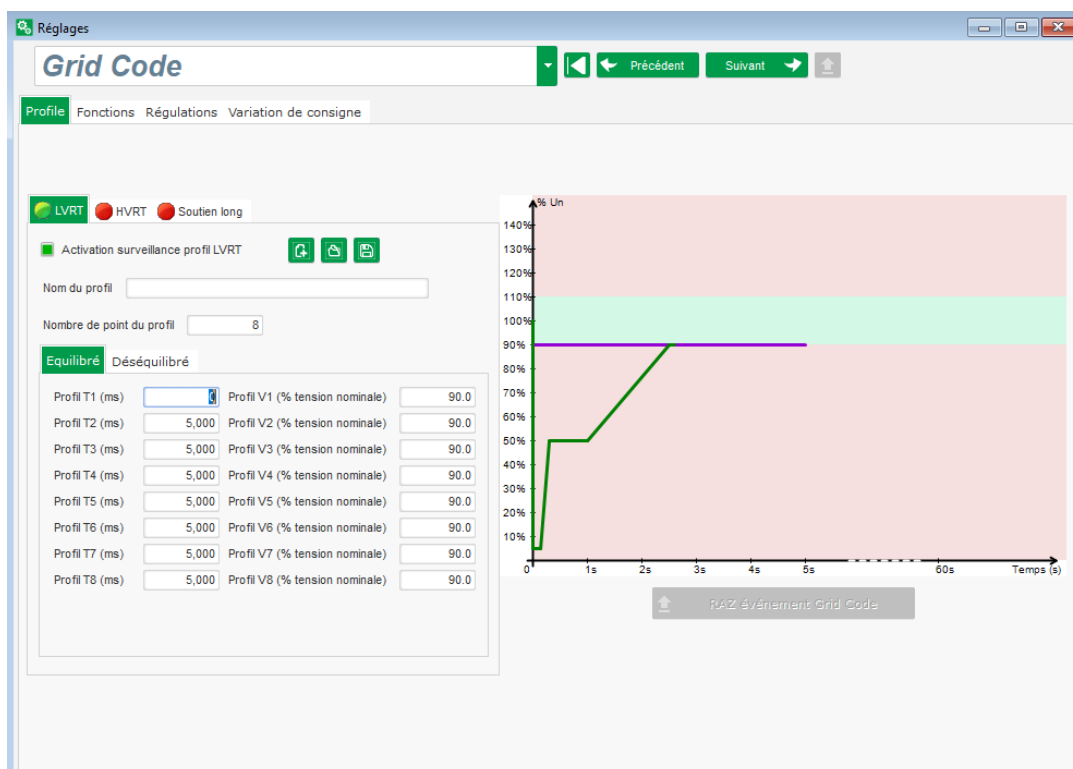 Réglages
Grid Code
Précédent
Suivant
Profile Fonctions Régulations Variation de consigne
LVRT HVRT Soutien long
Activation surveillance profil LVRT
Nom du profil
Nombre de point du profil 8
Equilibré Déséquilibré
Profil T1 (ms) 0 Profil V1 (% tension nominale) 90.0
Profil T2 (ms) 5,000 Profil V2 (% tension nominale) 90.0
Profil T3 (ms) 5,000 Profil V3 (% tension nominale) 90.0
Profil T4 (ms) 5,000 Profil V4 (% tension nominale) 90.0
Profil T5 (ms) 5,000 Profil V5 (% tension nominale) 90.0
Profil T6 (ms) 5,000 Profil V6 (% tension nominale) 90.0
Profil T7 (ms) 5,000 Profil V7 (% tension nominale) 90.0
Profil T8 (ms) 5,000 Profil V8 (% tension nominale) 90.0
% Un
140%
130%
120%
110%
100%
90%
80%
70%
60%
50%
40%
30%
20%
10%
0 1s 2s 3s 4s 5s 60s Temps (s)
RAZ événement Grid Code